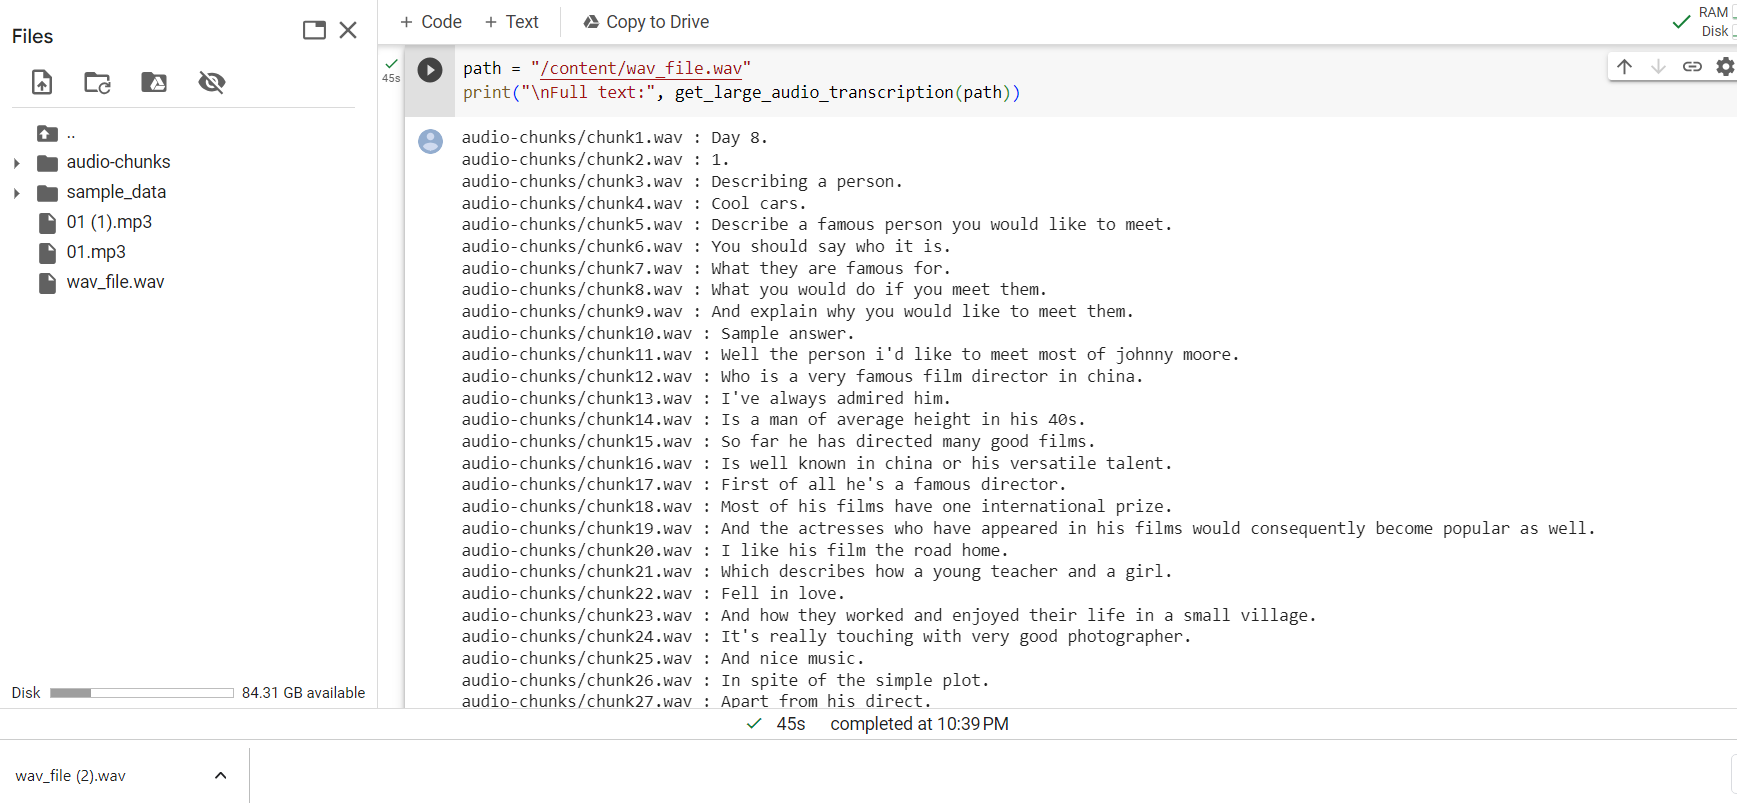 Files
+ Code + Text Copy to Drive
RAM
Disk
..
audio-chunks
sample_data
01 (1).mp3
01.mp3
wav_file.wav
Disk 84.31 GB available
45s
path = "/content/wav_file.wav"
print("\nFull text:", get_large_audio_transcription(path))
audio-chunks/chunk1.wav : Day 8.
audio-chunks/chunk2.wav : 1.
audio-chunks/chunk3.wav : Describing a person.
audio-chunks/chunk4.wav : Cool cars.
audio-chunks/chunk5.wav : Describe a famous person you would like to meet.
audio-chunks/chunk6.wav : You should say who it is.
audio-chunks/chunk7.wav : What they are famous for.
audio-chunks/chunk8.wav : What you would do if you meet them.
audio-chunks/chunk9.wav : And explain why you would like to meet them.
audio-chunks/chunk10.wav : Sample answer.
audio-chunks/chunk11.wav : Well the person i'd like to meet most of johnny moore.
audio-chunks/chunk12.wav : Who is a very famous film director in china.
audio-chunks/chunk13.wav : I've always admired him.
audio-chunks/chunk14.wav : Is a man of average height in his 40s.
audio-chunks/chunk15.wav : So far he has directed many good films.
audio-chunks/chunk16.wav : Is well known in china or his versatile talent.
audio-chunks/chunk17.wav : First of all he's a famous director.
audio-chunks/chunk18.wav : Most of his films have one international prize.
audio-chunks/chunk19.wav : And the actresses who have appeared in his films would consequently become popular as well.
audio-chunks/chunk20.wav : I like his film the road home.
audio-chunks/chunk21.wav : Which describes how a young teacher and a girl.
audio-chunks/chunk22.wav : Fell in love.
audio-chunks/chunk23.wav : And how they worked and enjoyed their life in a small village.
audio-chunks/chunk24.wav : It's really touching with very good photographer.
audio-chunks/chunk25.wav : And nice music.
audio-chunks/chunk26.wav : In spite of the simple plot.
audio-chunks/chunk27.wav : Apart from his direct.
45s completed at 10:39 PM
wav_file (2).wav